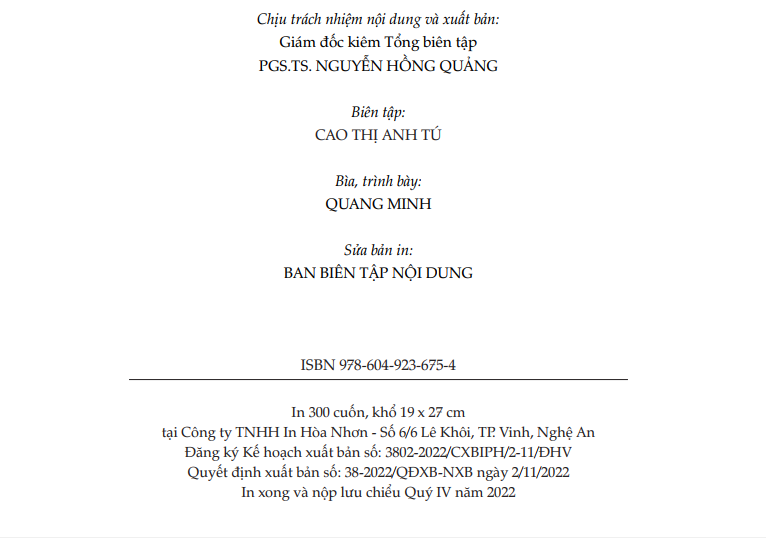 Chịu trách nhiệm nội dung và xuất bản:
Giám đốc kiêm Tổng biên tập
PGS.TS. NGUYỄN HỒNG QUẢNG
Biên tập:
CAO THỊ ANH TÚ
Bìa, trình bày:
QUANG MINH
Sửa bản in:
BAN BIÊN TẬP NỘI DUNG
ISBN 978-604-923-675-4
In 300 cuốn, khổ 19 x 27 cm
tại Công ty TNHH In Hòa Nhơn - Số 6/6 Lê Khôi, TP. Vinh, Nghệ An
Đăng ký Kế hoạch xuất bản số: 3802-2022/CXBIPH/2-11/ĐHV
Quyết định xuất bản số: 38-2022/QĐXB-NXB ngày 2/11/2022
In xong và nộp lưu chiểu Quý IV năm 2022